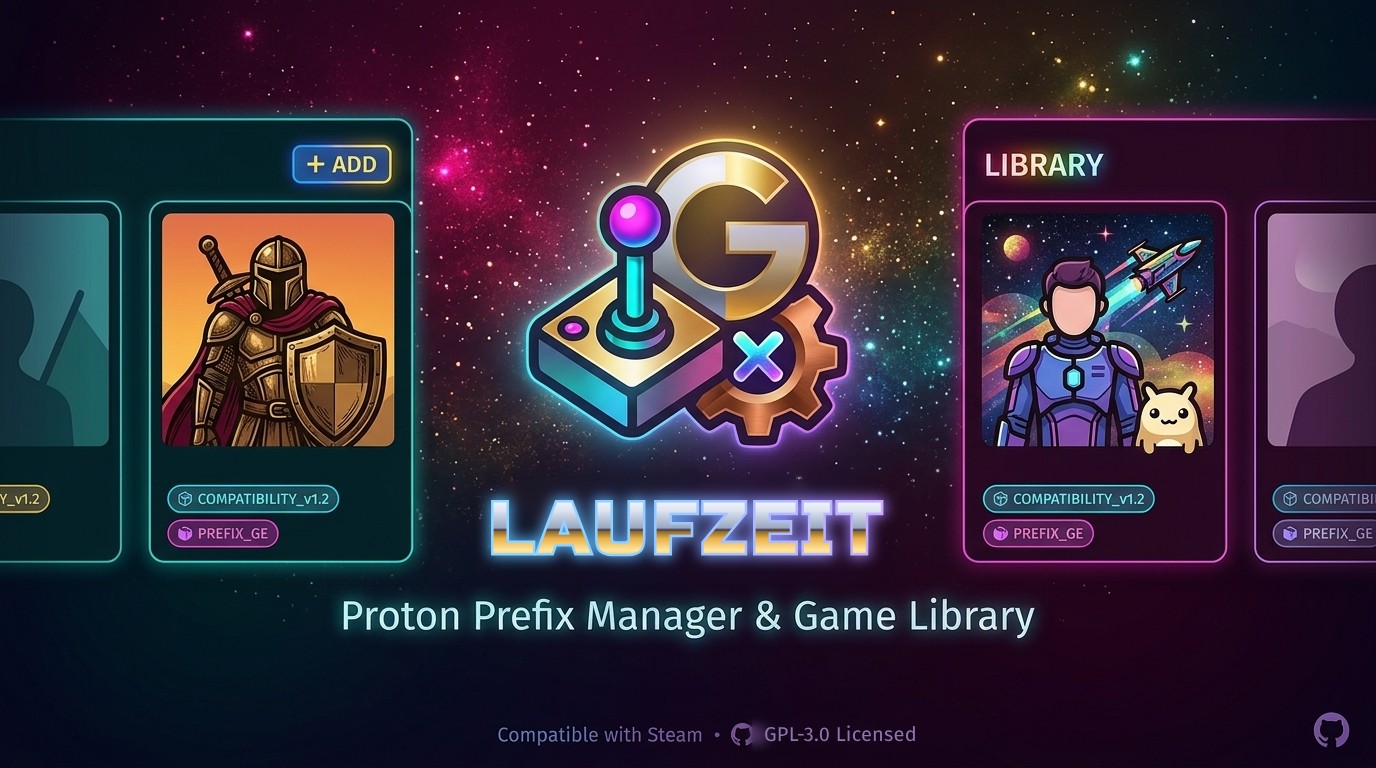 + ADD
LIBRARY
G
X
Y_v1.2
COMPATIBILITY_v1.2
PREFIX_GE
COMPATIBILITY_v1.2
PREFIX_GE
COMPATIBI
PREFIX_GE
LAUFZEIT
Proton Prefix Manager & Game Library
Compatible with Steam • GPL-3.0 Licensed